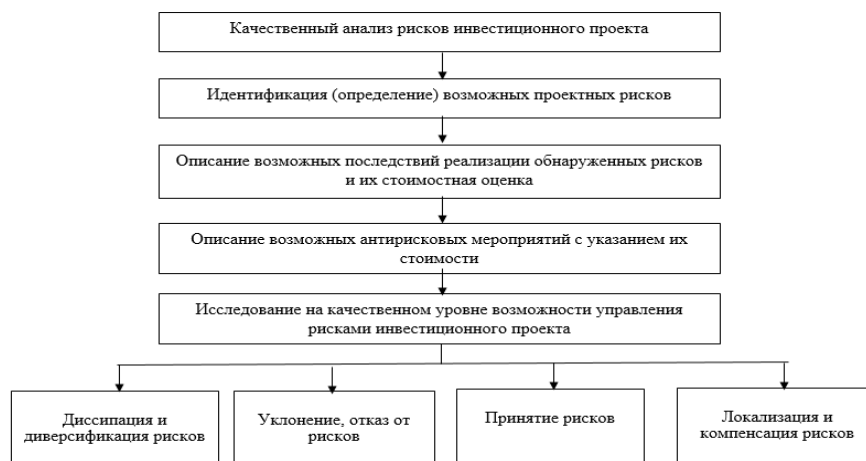 Качественный анализ рисков инвестиционного проекта
Идентификация (определение) возможных проектных рисков
Описание возможных последствий реализации обнаруженных рисков
и их стоимостная оценка
Описание возможных антирисковых мероприятий с указанием их
стоимости
Исследование на качественном уровне возможности управления
рисками инвестиционного проекта
Диссипация и
диверсификация рисков
Уклонение, отказ от
рисков
Принятие рисков
Локализация и
компенсация рисков